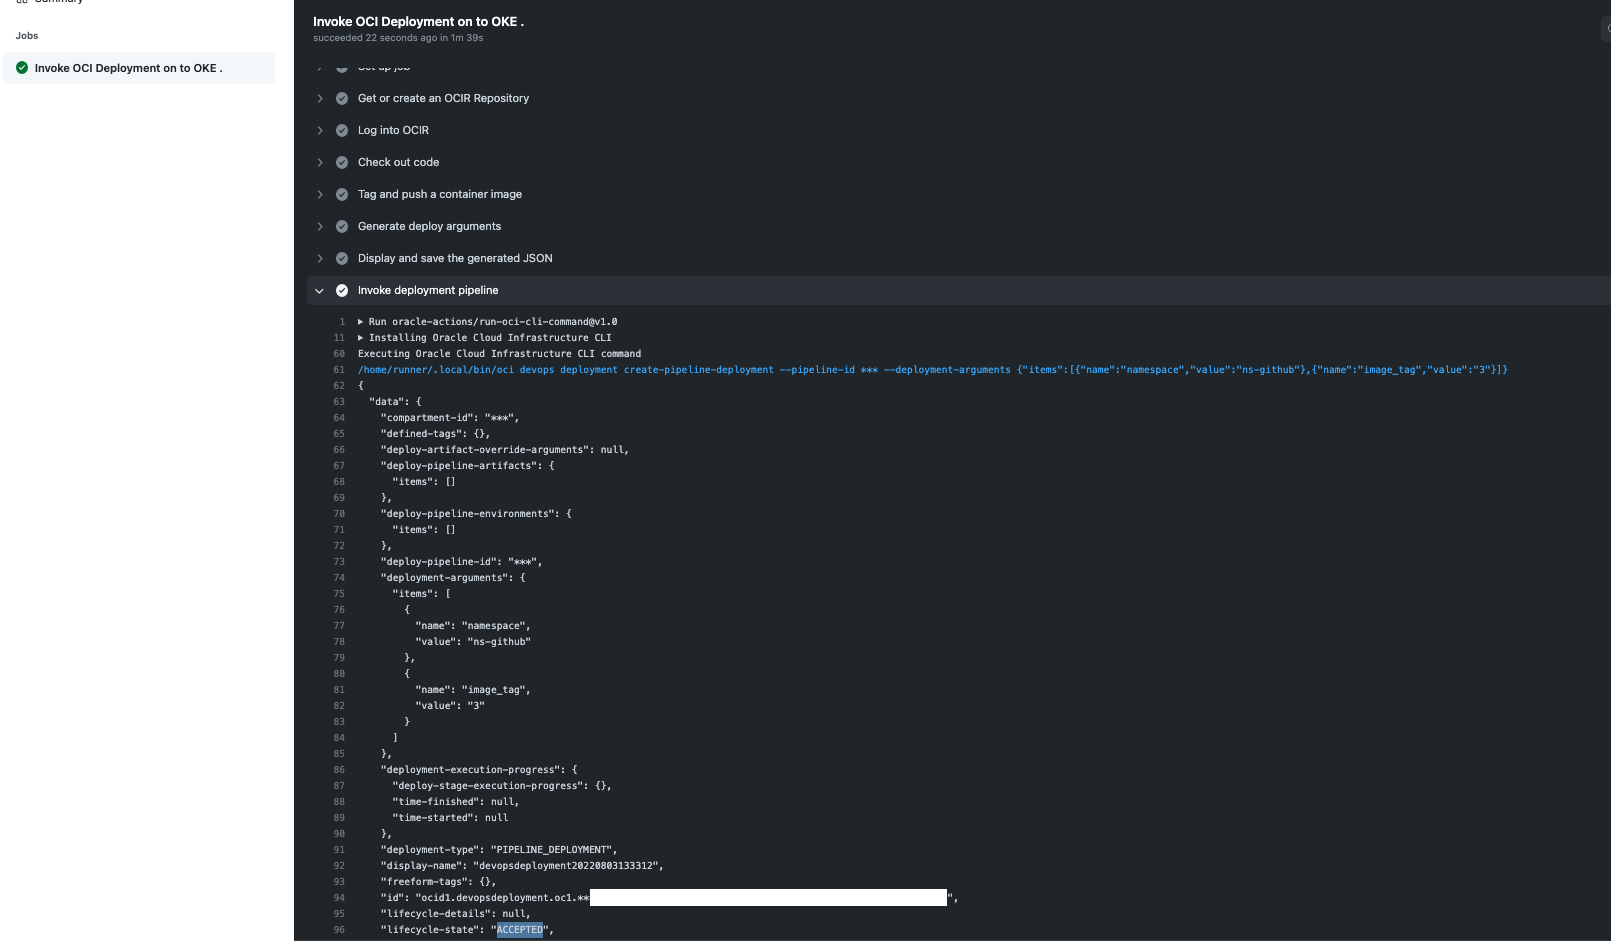 Summary
Jobs
Invoke OCI Deployment on to OKE .
Invoke OCI Deployment on to OKE .
succeeded 22 seconds ago in 1m 39s
Set up job
Get or create an OCIR Repository
Log into OCIR
Check out code
Tag and push a container image
Generate deploy arguments
Display and save the generated JSON
Invoke deployment pipeline
1 ▶ Run oracle-actions/run-oci-cli-command@v1.0
11 ▶ Installing Oracle Cloud Infrastructure CLI
60 Executing Oracle Cloud Infrastructure CLI command
61 /home/runner/.local/bin/oci devops deployment create-pipeline-deployment --pipeline-id *** --deployment-arguments {"items":[{"name":"namespace","value":"ns-github"},{"name":"image_tag","value":"3"}]}
62 {
63 "data": {
64 "compartment-id": "***",
65 "defined-tags": {},
66 "deploy-artifact-override-arguments": null,
67 "deploy-pipeline-artifacts": {
68 "items": []
69 },
70 "deploy-pipeline-environments": {
71 "items": []
72 },
73 "deploy-pipeline-id": "***",
74 "deployment-arguments": {
75 "items": [
76 {
77 "name": "namespace",
78 "value": "ns-github"
79 },
80 {
81 "name": "image_tag",
82 "value": "3"
83 }
84 ]
85 },
86 "deployment-execution-progress": {
87 "deploy-stage-execution-progress": {},
88 "time-finished": null,
89 "time-started": null
90 },
91 "deployment-type": "PIPELINE_DEPLOYMENT",
92 "display-name": "devopsdeployment20220803133312",
93 "freeform-tags": {},
94 "id": "ocid1.devopsdeployment.oc1.** ",
95 "lifecycle-details": null,
96 "lifecycle-state": "ACCEPTED",